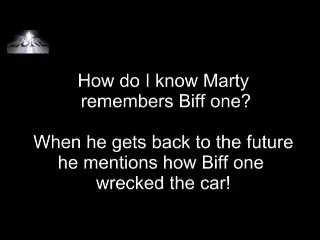 How do I know Marty
remembers Biff one?
When he gets back to the future
he mentions how Biff one
wrecked the car!